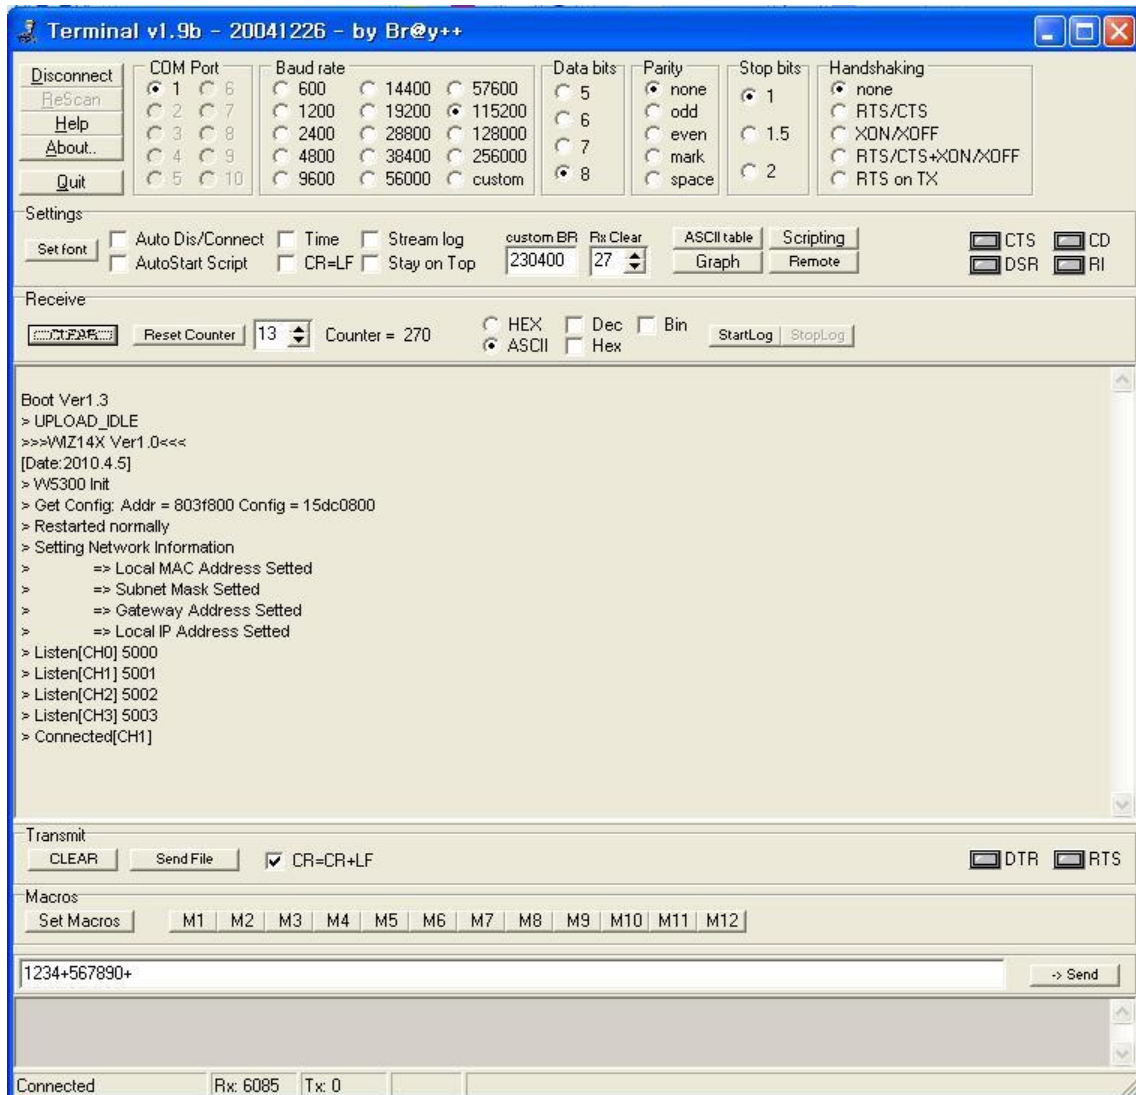 Terminal v1.9b - 20041226 - by Br@y++
Disconnect
ReScan
Help
About..
Quit
COM Port
1 6
2 7
3 8
4 9
5 10
Baud rate
600 14400 57600
1200 19200 115200
2400 28800 128000
4800 38400 256000
9600 56000 custom
Data bits
5
6
7
8
Parity
none
odd
even
mark
space
Stop bits
1
1.5
2
Handshaking
none
RTS/CTS
XON/XOFF
RTS/CTS+XON/XOFF
RTS on TX
Settings
Set font
Auto Dis/Connect Time Stream log
AutoStart Script CR=LF Stay on Top
custom BR Rx Clear
230400 27
ASCII table Scripting
Graph Remote
CTS CD
DSR RI
Receive
CLEAR Reset Counter 13 Counter = 270
HEX Dec Bin
ASCII Hex
StartLog StopLog
Boot Ver1.3
> UPLOAD_IDLE
>>>WIZ14X Ver1.0<<<
[Date:2010.4.5]
> W5300 Init
> Get Config: Addr = 803f800 Config = 15dc0800
> Restarted normally
> Setting Network Information
> => Local MAC Address Setted
> => Subnet Mask Setted
> => Gateway Address Setted
> => Local IP Address Setted
> Listen[CH0] 5000
> Listen[CH1] 5001
> Listen[CH2] 5002
> Listen[CH3] 5003
> Connected[CH1]
Transmit
CLEAR Send File CR=CR+LF DTR RTS
Macros
Set Macros M1 M2 M3 M4 M5 M6 M7 M8 M9 M10 M11 M12
1234+567890+ -> Send
Connected Rx: 6085 Tx: 0